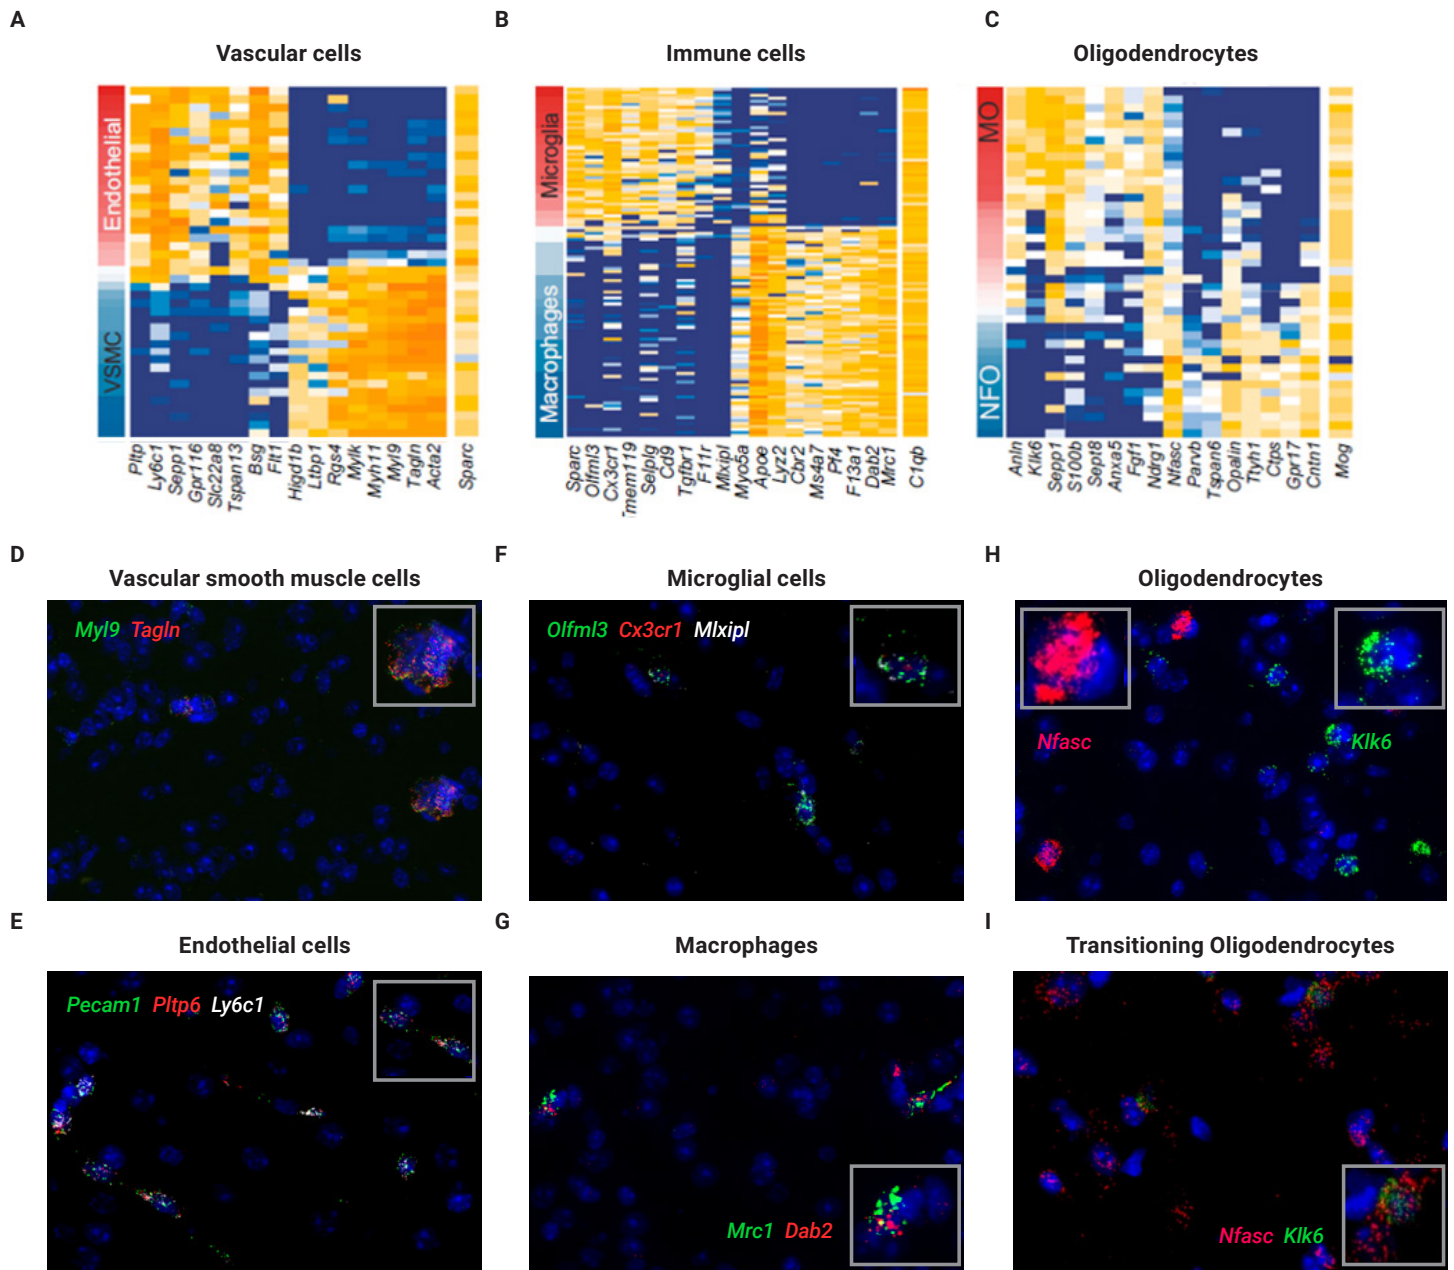 A
Vascular cells
Endothelial
VSMC
Pltp
Ly6c1
Sepp1
Gpr116
Slc22a8
Tspan13
Bsg
Flt1
Higd1b
Ltbp1
Rgs4
Mylk
Myh11
Myl9
Tagln
Acta2
Sparc
B
Immune cells
Microglia
Macrophages
Sparc
Olfml3
Cx3cr1
Tmem119
Selplg
Cd9
Tgfbr1
F11r
Mlxipl
Myo5a
Apoe
Lyz2
Cbr2
Ms4a7
Pf4
F13a1
Dab2
Mrc1
C1qb
C
Oligodendrocytes
MO
NFO
Anln
Klk6
Sepp1
S100b
Sept8
Anxa5
Fgf1
Ndrg1
Nfasc
Parvb
Tspan6
Opalin
Ttyh1
Ctps
Gpr17
Cntn1
Mog
D
Vascular smooth muscle cells
Myl9 Tagln
F
Microglial cells
Olfml3 Cx3cr1 Mlxipl
H
Oligodendrocytes
Nfasc
Klk6
E
Endothelial cells
Pecam1 Pltp6 Ly6c1
G
Macrophages
Mrc1 Dab2
I
Transitioning Oligodendrocytes
Nfasc Klk6